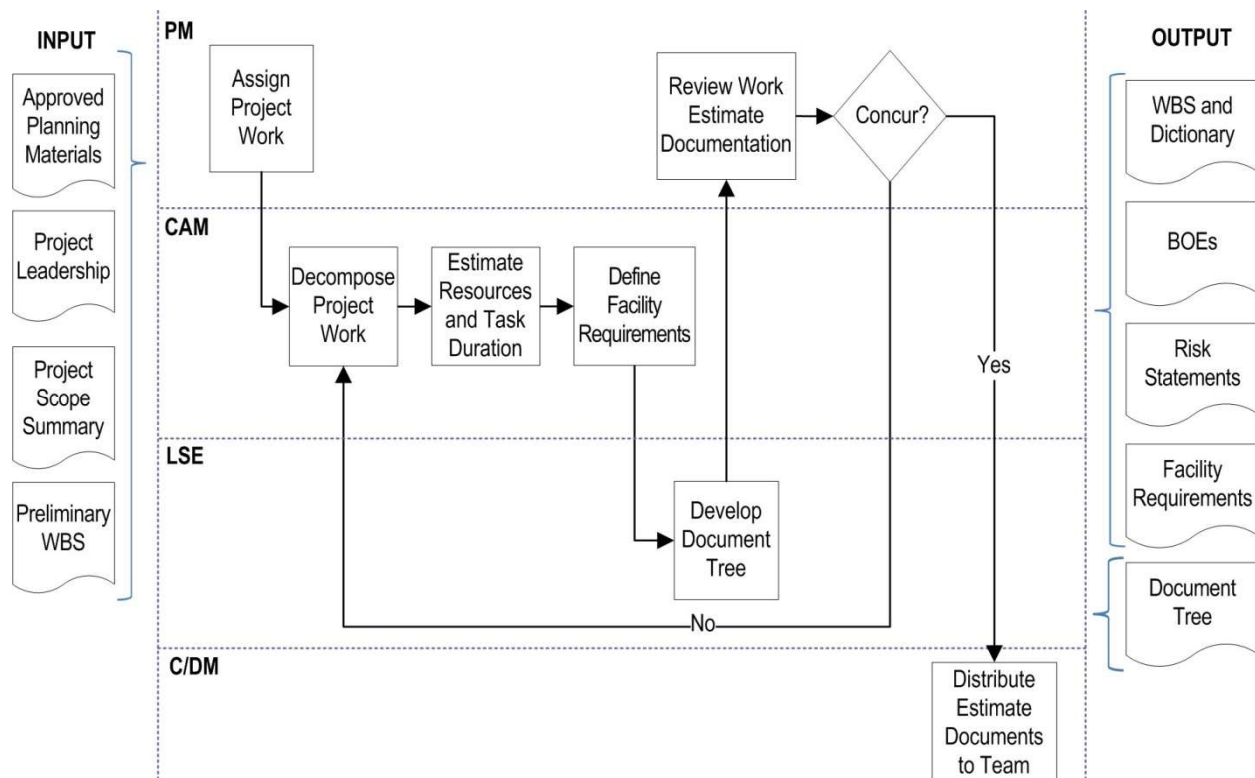 INPUT
Approved
Planning
Materials
Project
Leadership
Project
Scope
Summary
Preliminary
WBS
PM
Assign
Project
Work
Review Work
Estimate
Documentation
Concur?
CAM
Decompose
Project
Work
Estimate
Resources
and Task
Duration
Define
Facility
Requirements
Yes
LSE
Develop
Document
Tree
No
C/DM
Distribute
Estimate
Documents
to Team
OUTPUT
WBS and
Dictionary
BOEs
Risk
Statements
Facility
Requirements
Document
Tree